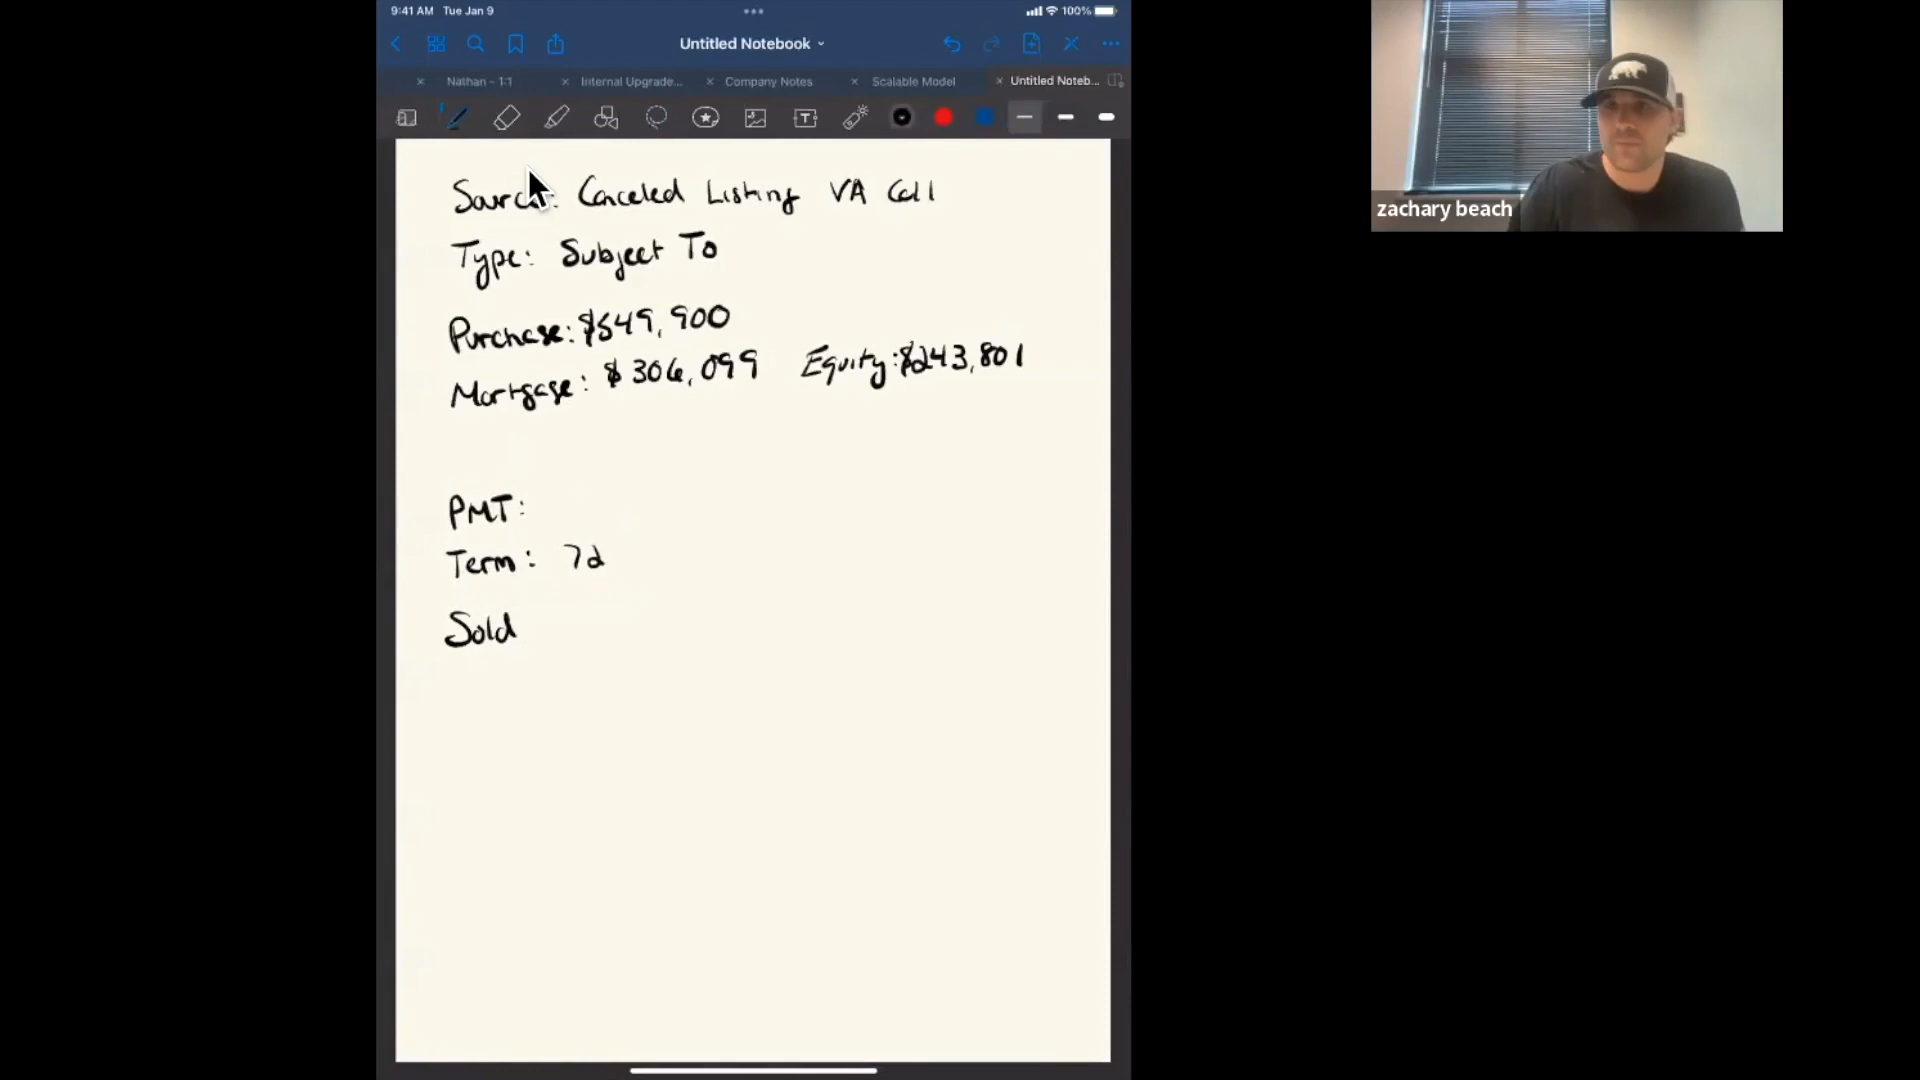 9:41 AM Tue Jan 9
100%
Untitled Notebook
Nathan - 1:1
Internal Upgrade...
Company Notes
Scalable Model
Untitled Noteb...
Canceled Listing VA Call
Type: Subject To
Purchase: $549,900
Mortgage: $306,099 Equity: $243,801
PMT:
Term: 72
Sold
zachary beach